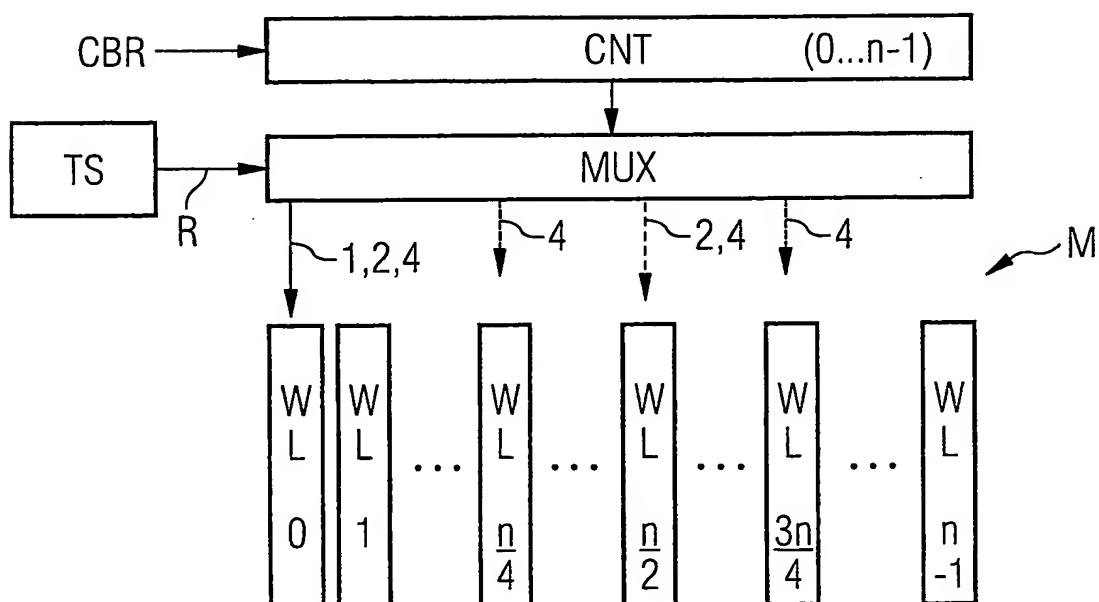 CBR CNT (0...n-1)
TS MUX
R
1,2,4 4 2,4 4 M
W W W W W W
L L ... L ... L ... L ... L
0 1 n/4 n/2 3n/4 n-1